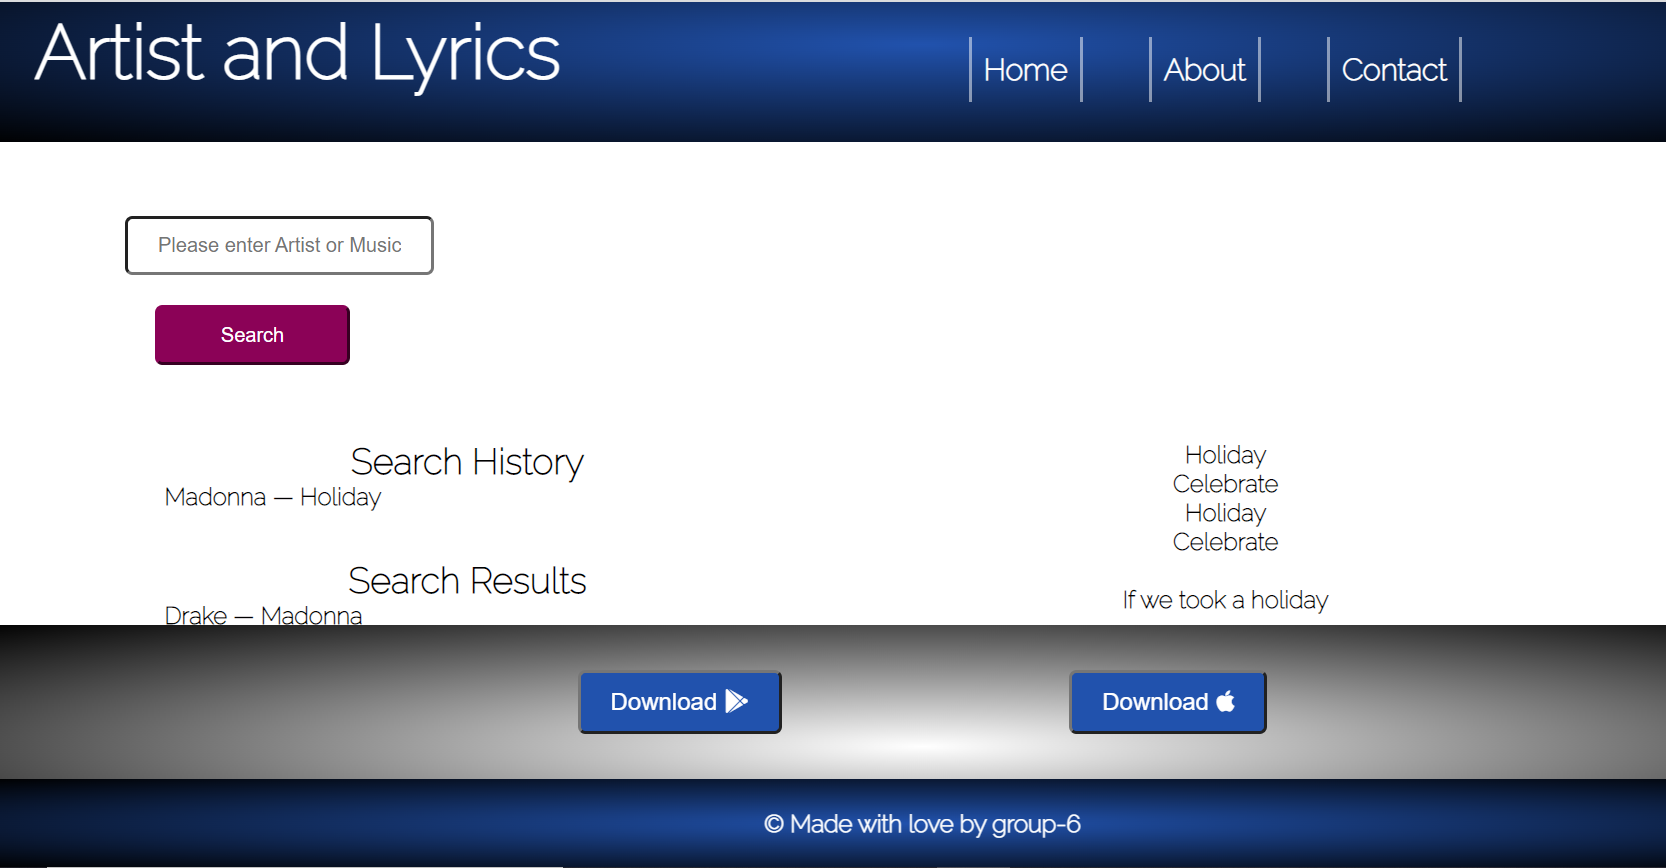 Artist and Lyrics
Home
About
Contact
Please enter Artist or Music
Search
Search History
Madonna — Holiday
Search Results
Drake — Madonna
Holiday
Celebrate
Holiday
Celebrate
If we took a holiday
Download
Download
© Made with love by group-6